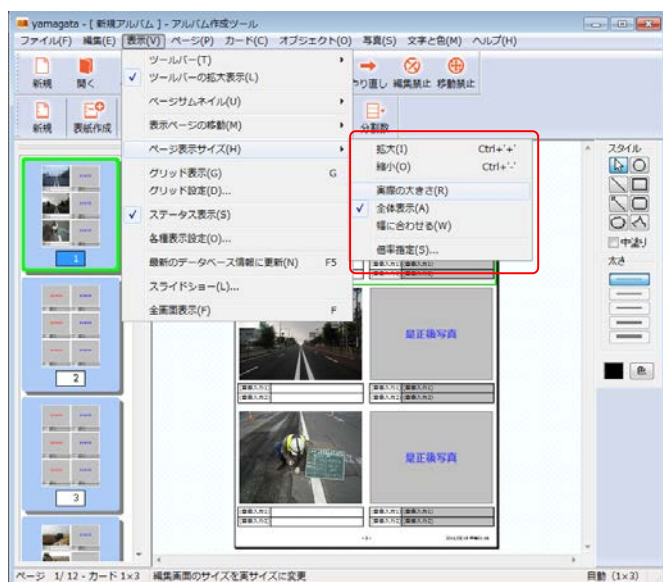 yamagata - [ 新規アルバム ] - アルバム作成ツール
ファイル(F) 編集(E) 表示(V) ページ(P) カード(C) オブジェクト(O) 写真(S) 文字と色(M) ヘルプ(H)
新規 開く
やり直し 編集禁止 移動禁止
新規 表紙作成
分割数
ツールバー(T)
ツールバーの拡大表示(L)
ページサムネイル(U)
表示ページの移動(M)
ページ表示サイズ(H)
グリッド表示(G) G
グリッド設定(D)...
ステータス表示(S)
各種表示設定(O)...
最新のデータベース情報に更新(N) F5
スライドショー(L)...
全画面表示(F) F
拡大(I) Ctrl+'+'
縮小(O) Ctrl+'-'
実際の大きさ(R)
全体表示(A)
幅に合わせる(W)
倍率指定(S)...
スタイル
中塗り
太さ
色
1
2
3
是正後写真
是正後写真
ページ 1/12 - カード 1×3 編集画面のサイズを実サイズに変更
自動 (1×3)